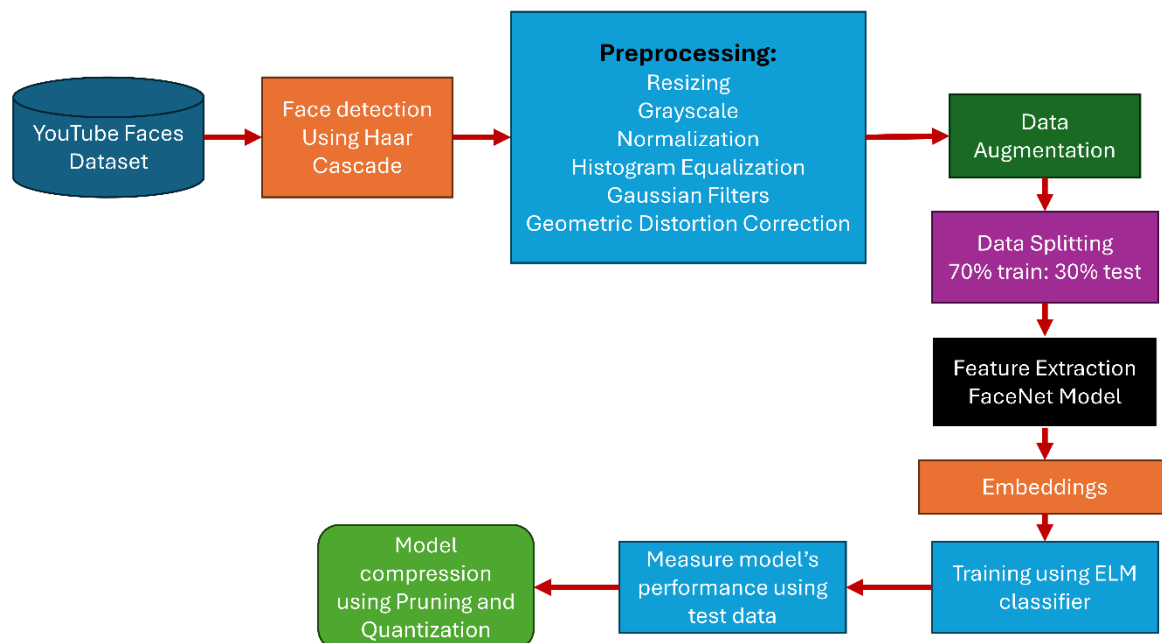 YouTube Faces
Dataset
Face detection
Using Haar
Cascade
Preprocessing:
Resizing
Grayscale
Normalization
Histogram Equalization
Gaussian Filters
Geometric Distortion Correction
Data
Augmentation
Data Splitting
70% train: 30% test
Feature Extraction
FaceNet Model
Embeddings
Training using ELM
classifier
Measure model’s
performance using
test data
Model
compression
using Pruning and
Quantization